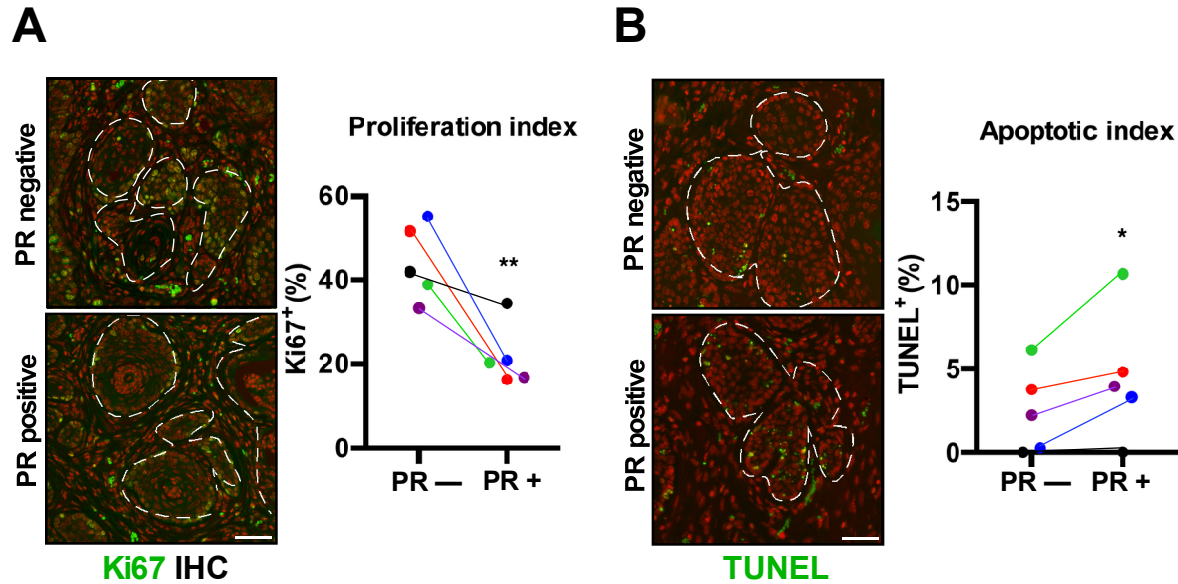 A
B
PR negative
PR positive
Ki67 IHC
Proliferation index
Ki67+ (%)
60
40
20
0
**
PR —
PR +
PR negative
PR positive
TUNEL
Apoptotic index
TUNEL+ (%)
15
10
5
0
*
PR —
PR +